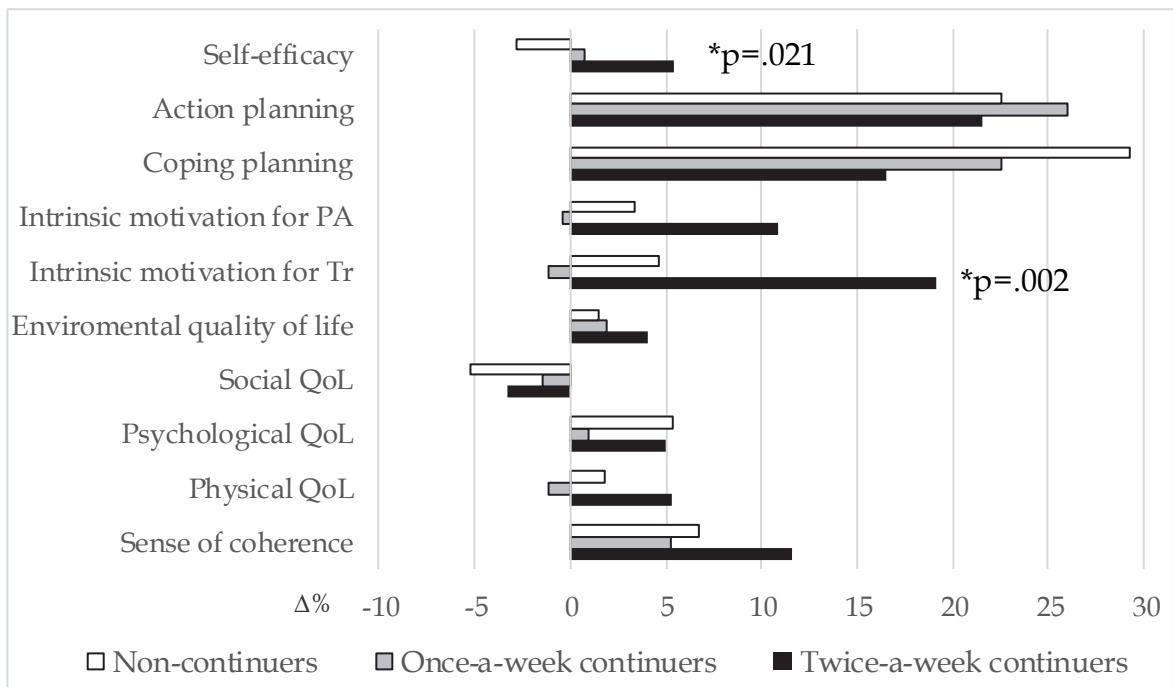 Self-efficacy
*p=.021
Action planning
Coping planning
Intrinsic motivation for PA
Intrinsic motivation for Tr
*p=.002
Enviromental quality of life
Social QoL
Psychological QoL
Physical QoL
Sense of coherence
Δ% -10 -5 0 5 10 15 20 25 30
Non-continuers Once-a-week continuers Twice-a-week continuers